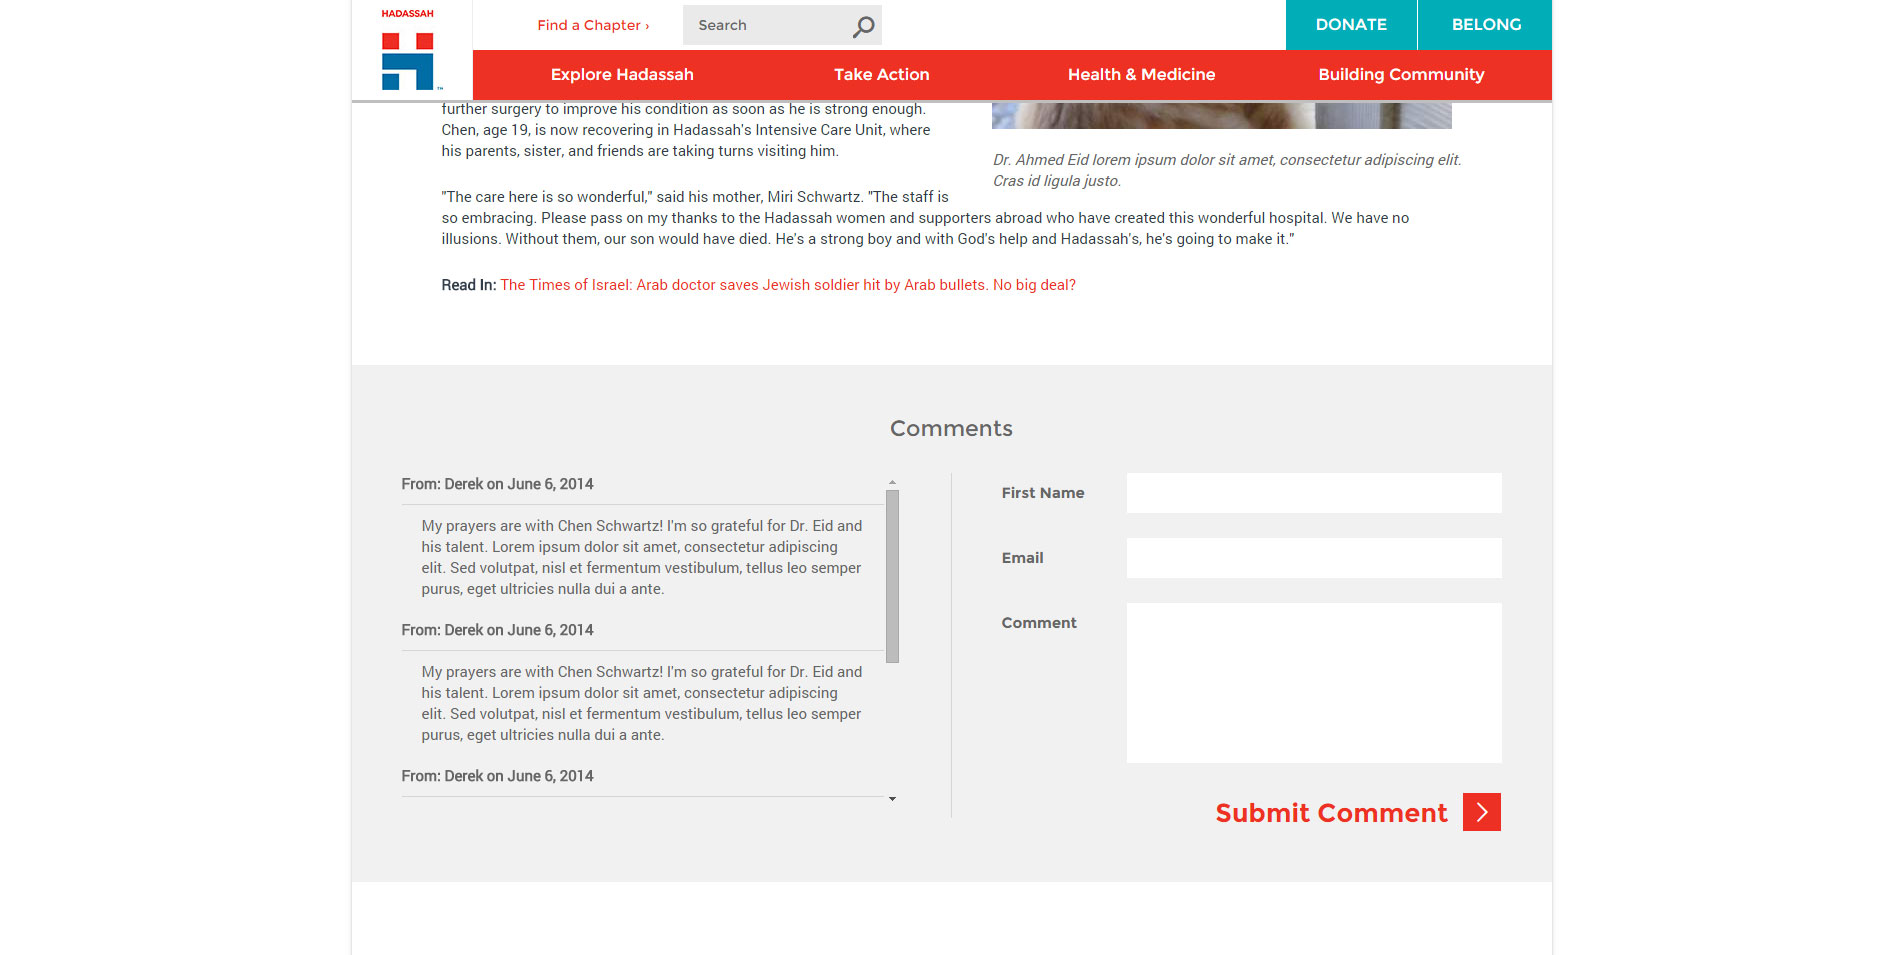 HADASSAH
Find a Chapter ›
Search
DONATE
BELONG
Explore Hadassah
Take Action
Health & Medicine
Building Community
further surgery to improve his condition as soon as he is strong enough.
Chen, age 19, is now recovering in Hadassah's Intensive Care Unit, where
his parents, sister, and friends are taking turns visiting him.
Dr. Ahmed Eid lorem ipsum dolor sit amet, consectetur adipiscing elit.
Cras id ligula justo.
"The care here is so wonderful," said his mother, Miri Schwartz. "The staff is
so embracing. Please pass on my thanks to the Hadassah women and supporters abroad who have created this wonderful hospital. We have no
illusions. Without them, our son would have died. He's a strong boy and with God's help and Hadassah's, he's going to make it."
Read In: The Times of Israel: Arab doctor saves Jewish soldier hit by Arab bullets. No big deal?
Comments
From: Derek on June 6, 2014
My prayers are with Chen Schwartz! I'm so grateful for Dr. Eid and
his talent. Lorem ipsum dolor sit amet, consectetur adipiscing
elit. Sed volutpat, nisl et fermentum vestibulum, tellus leo semper
purus, eget ultricies nulla dui a ante.
From: Derek on June 6, 2014
My prayers are with Chen Schwartz! I'm so grateful for Dr. Eid and
his talent. Lorem ipsum dolor sit amet, consectetur adipiscing
elit. Sed volutpat, nisl et fermentum vestibulum, tellus leo semper
purus, eget ultricies nulla dui a ante.
From: Derek on June 6, 2014
First Name
Email
Comment
Submit Comment